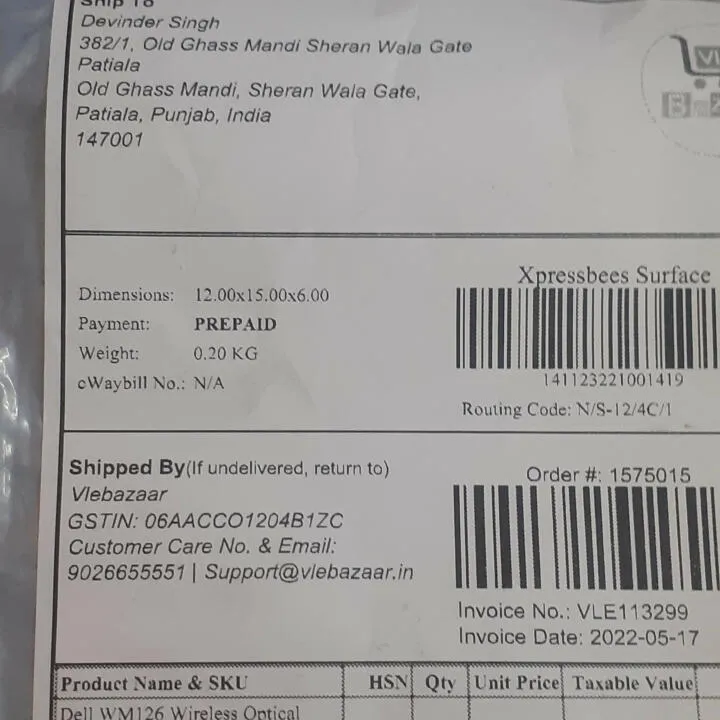 Ship To
Devinder Singh
382/1, Old Ghass Mandi Sheran Wala Gate
Patiala
Old Ghass Mandi, Sheran Wala Gate,
Patiala, Punjab, India
147001
Dimensions: 12.00x15.00x6.00
Payment: PREPAID
Weight: 0.20 KG
eWaybill No.: N/A
Xpressbees Surface
141123221001419
Routing Code: N/S-12/4C/1
Shipped By(If undelivered, return to)
Vlebazaar
GSTIN: 06AACCO1204B1ZC
Customer Care No. & Email:
9026655551 | Support@vlebazaar.in
Order #: 1575015
Invoice No.: VLE113299
Invoice Date: 2022-05-17
Product Name & SKU HSN Qty Unit Price Taxable Value
Dell WM126 Wireless Optical